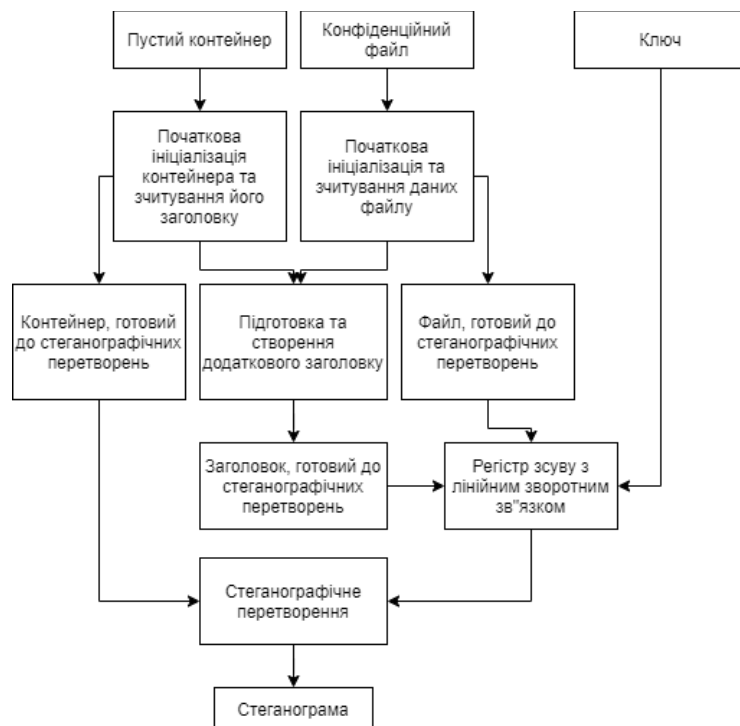 Пустий контейнер
Конфіденційний
файл
Ключ
Початкова
ініціалізація
контейнера та
зчитування його
заголовку
Початкова
ініціалізація та
зчитування даних
файлу
Контейнер, готовий
до стеганографічних
перетворень
Підготовка та
створення
додаткового заголовку
Файл, готовий до
стеганографічних
перетворень
Заголовок, готовий до
стеганографічних
перетворень
Регістр зсуву з
лінійним зворотним
зв"язком
Стеганографічне
перетворення
Стеганограма